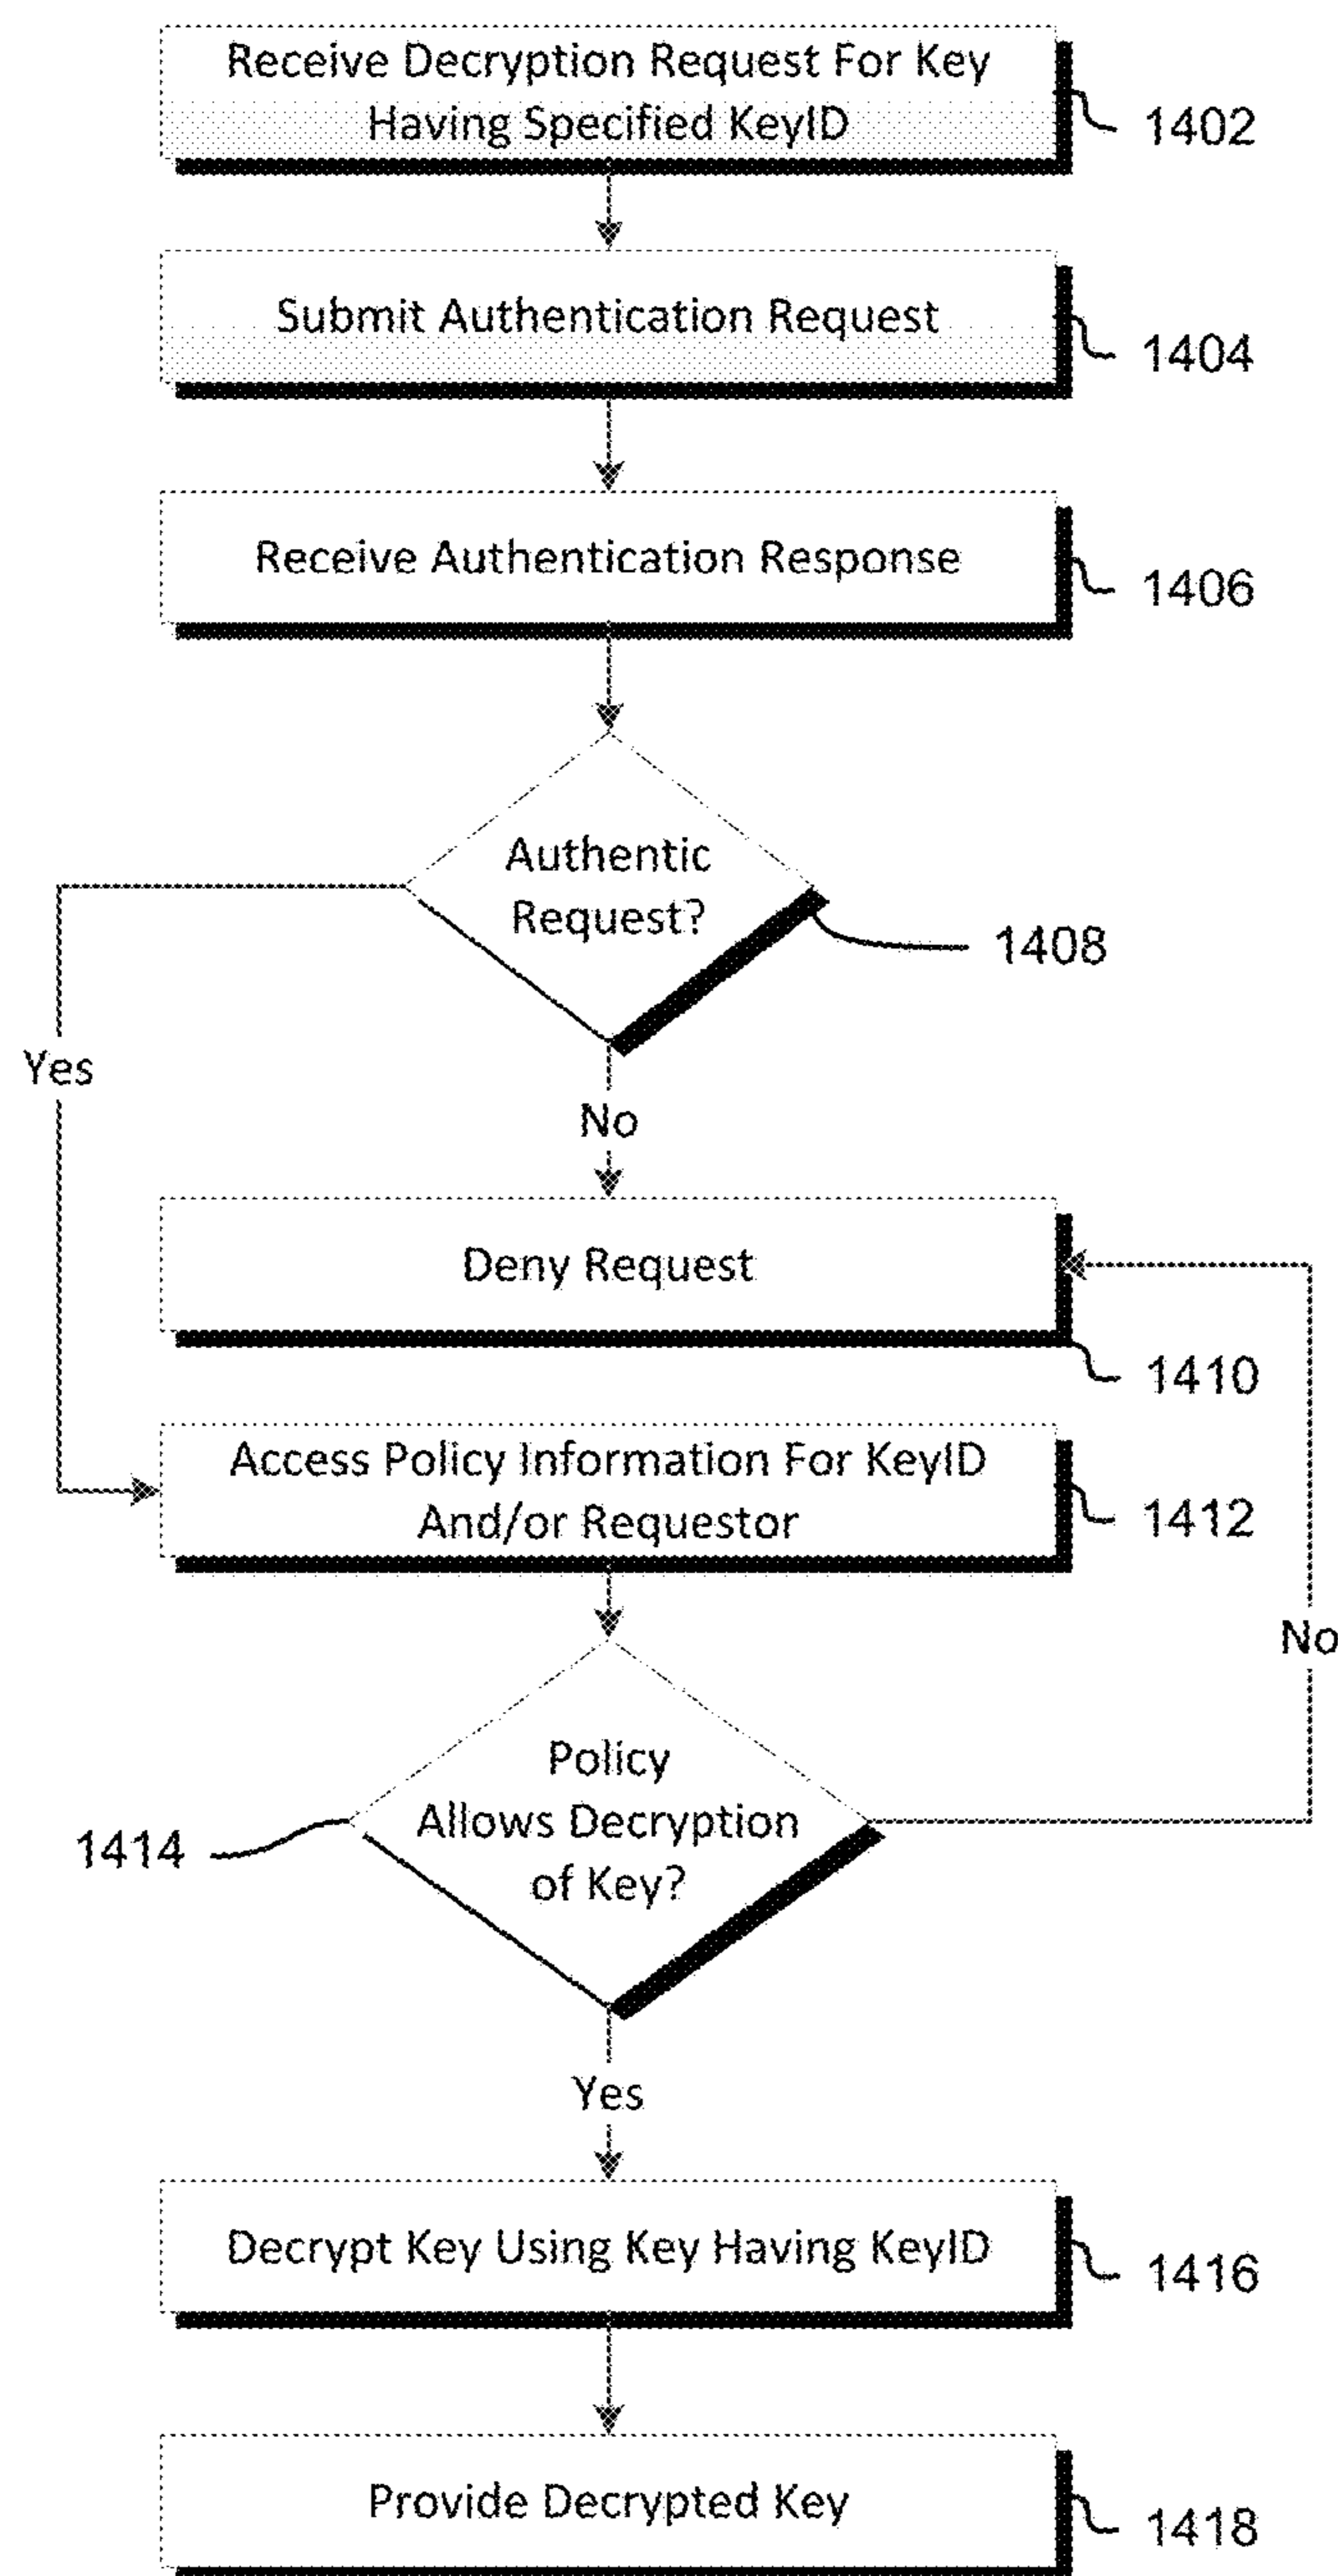 Receive Decryption Request For Key
Having Specified KeyID
1402
Submit Authentication Request
1404
Receive Authentication Response
1406
Authentic
Request?
1408
Yes
No
Deny Request
1410
Access Policy Information For KeyID
And/or Requestor
1412
No
Policy
Allows Decryption
of Key?
1414
Yes
Decrypt Key Using Key Having KeyID
1416
Provide Decrypted Key
1418